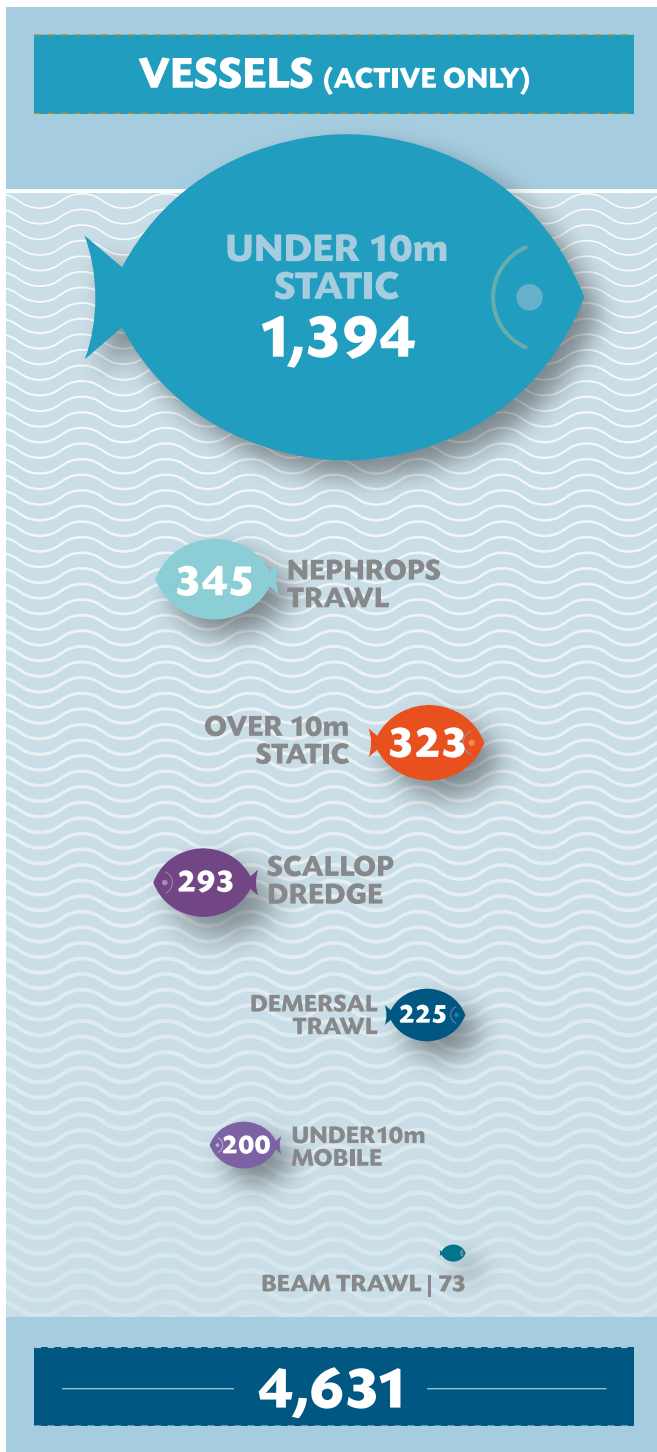 VESSELS (ACTIVE ONLY)
UNDER 10m
STATIC
1,394
345
NEPHROPS
TRAWL
OVER 10m
STATIC
323
293
SCALLOP
DREDGE
DEMERSAL
TRAWL
225
200
UNDER10m
MOBILE
BEAM TRAWL | 73
4,631